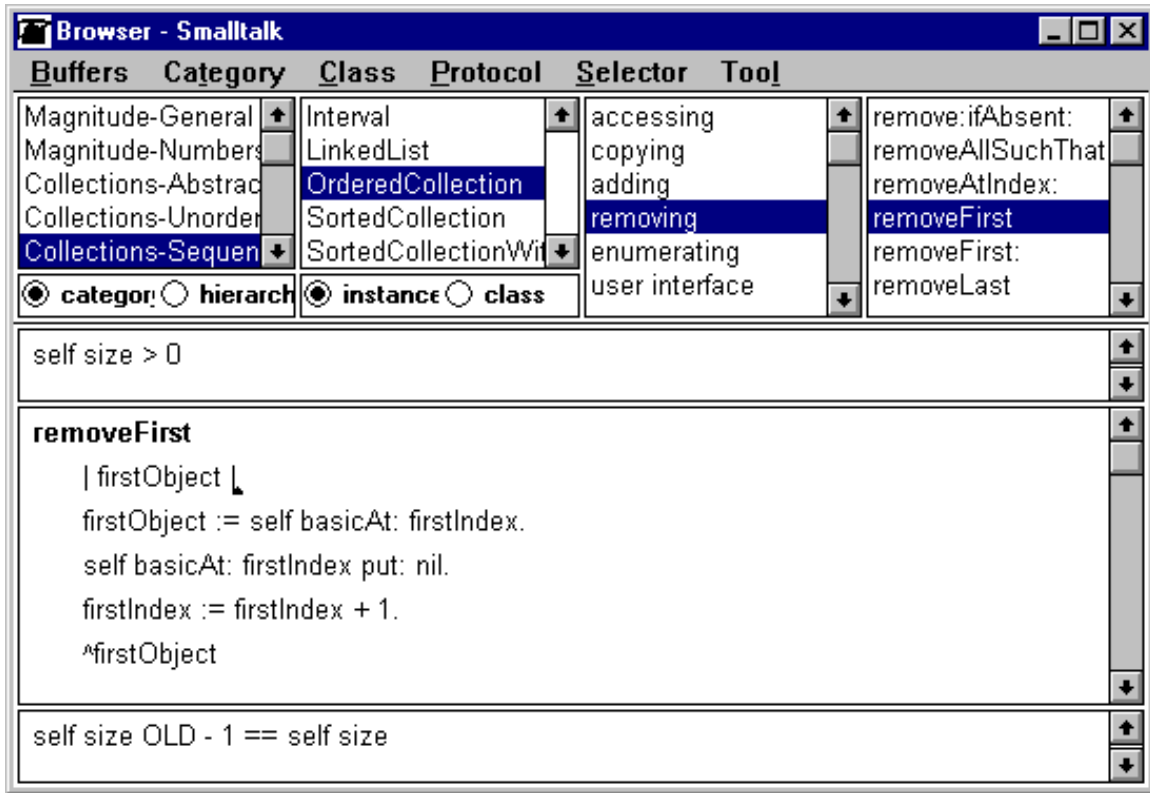 Browser - Smalltalk
Buffers Category Class Protocol Selector Tool
Magnitude-General
Magnitude-Numbers
Collections-Abstrac
Collections-Unorder
Collections-Sequen
categor
hierarch
Interval
LinkedList
OrderedCollection
SortedCollection
SortedCollectionWit
instance
class
accessing
copying
adding
removing
enumerating
user interface
remove:ifAbsent:
removeAllSuchThat
removeAtIndex:
removeFirst
removeFirst:
removeLast
self size > 0
removeFirst
| firstObject |
firstObject := self basicAt: firstIndex.
self basicAt: firstIndex put: nil.
firstIndex := firstIndex + 1.
^firstObject
self size OLD - 1 == self size